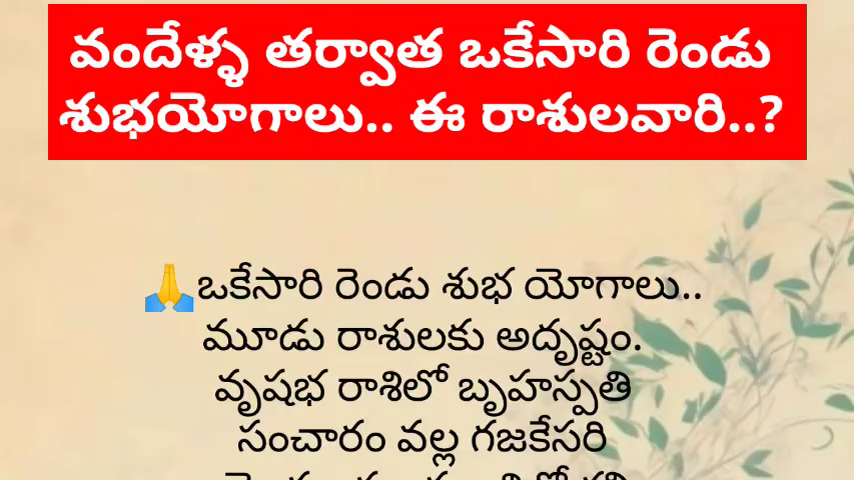 వందేళ్ళ తర్వాత ఒకేసారి రెండు
శుభయోగాలు.. ఈ రాశులవారి..?
🙏ఒకేసారి రెండు శుభ యోగాలు..
మూడు రాశులకు అదృష్టం.
వృషభ రాశిలో బృహస్పతి
సంచారం వల్ల గజకేసరి